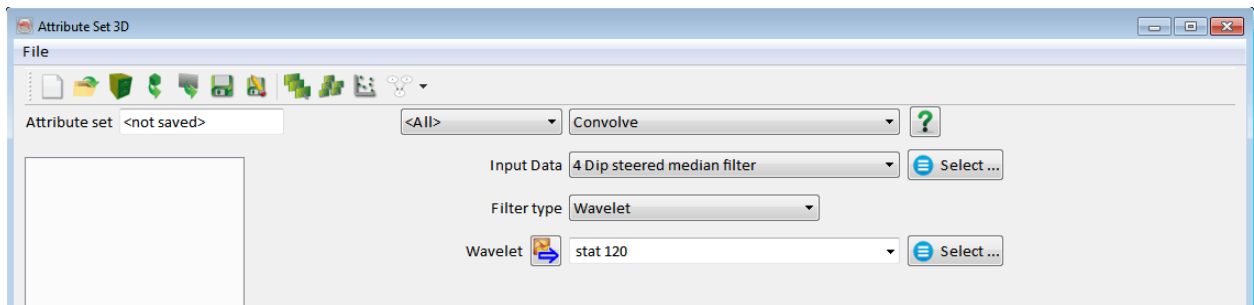 Attribute Set 3D
File
Attribute set <not saved> <All> Convolve ?
Input Data 4 Dip steered median filter Select ...
Filter type Wavelet
Wavelet stat 120 Select ...